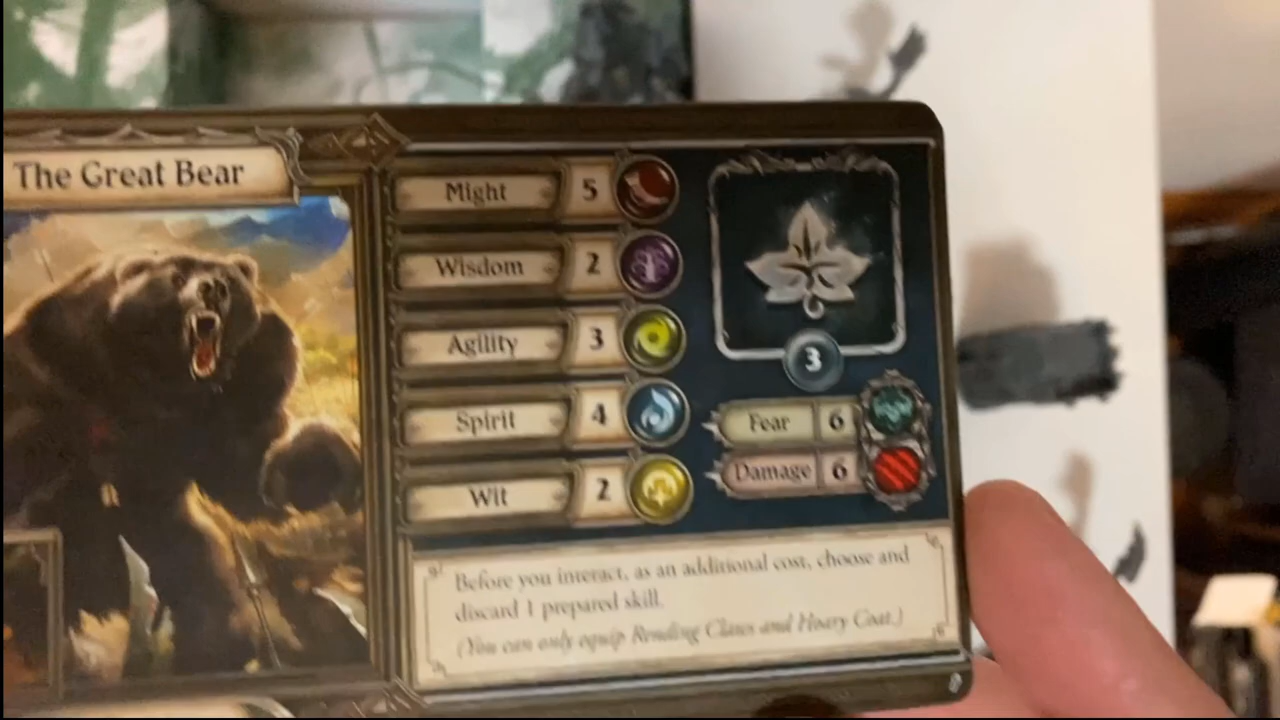 The Great Bear
Might 5
Wisdom 2
Agility 3
Spirit 4
Wit 2
3
Fear 6
Damage 6
Before you interact, as an additional cost, choose and
discard 1 prepared skill.
(You can only equip Rending Claws and Hoary Coat.)